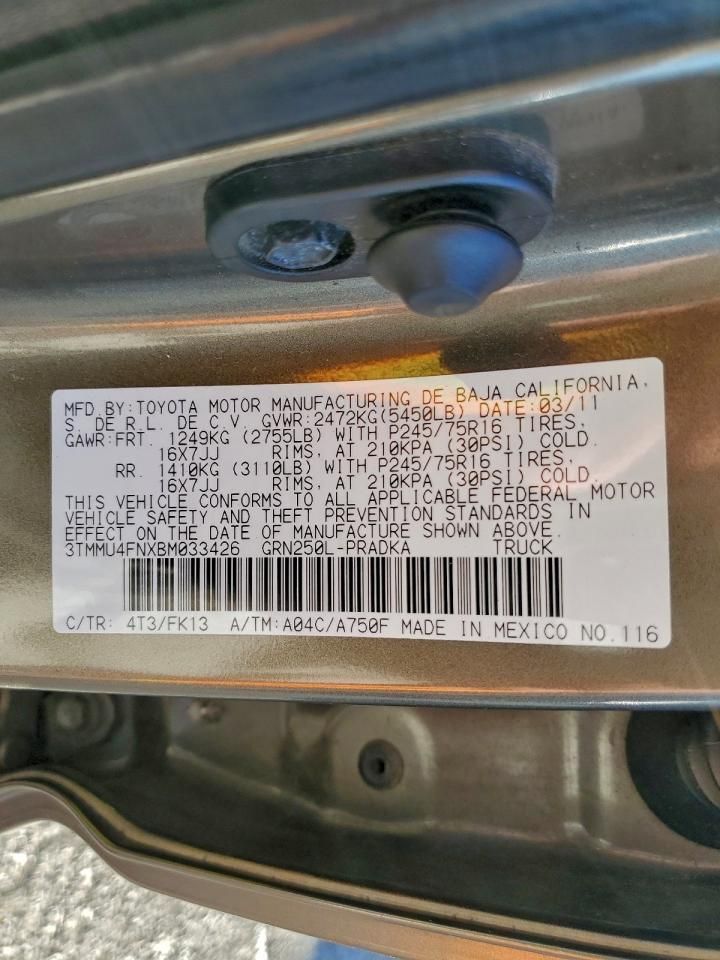 MFD.BY:TOYOTA MOTOR MANUFACTURING DE BAJA CALIFORNIA,
S. DE R.L. DE C.V. GVWR:2472KG(5450LB) DATE:03/11
GAWR:FRT. 1249KG (2755LB) WITH P245/75R16 TIRES,
16X7JJ RIMS, AT 210KPA (30PSI) COLD.
RR. 1410KG (3110LB) WITH P245/75R16 TIRES,
16X7JJ RIMS, AT 210KPA (30PSI) COLD.
THIS VEHICLE CONFORMS TO ALL APPLICABLE FEDERAL MOTOR
VEHICLE SAFETY AND THEFT PREVENTION STANDARDS IN
EFFECT ON THE DATE OF MANUFACTURE SHOWN ABOVE.
3TMMU4FNXBM033426 GRN250L-PRADKA TRUCK
C/TR: 4T3/FK13 A/TM:A04C/A750F MADE IN MEXICO NO.116